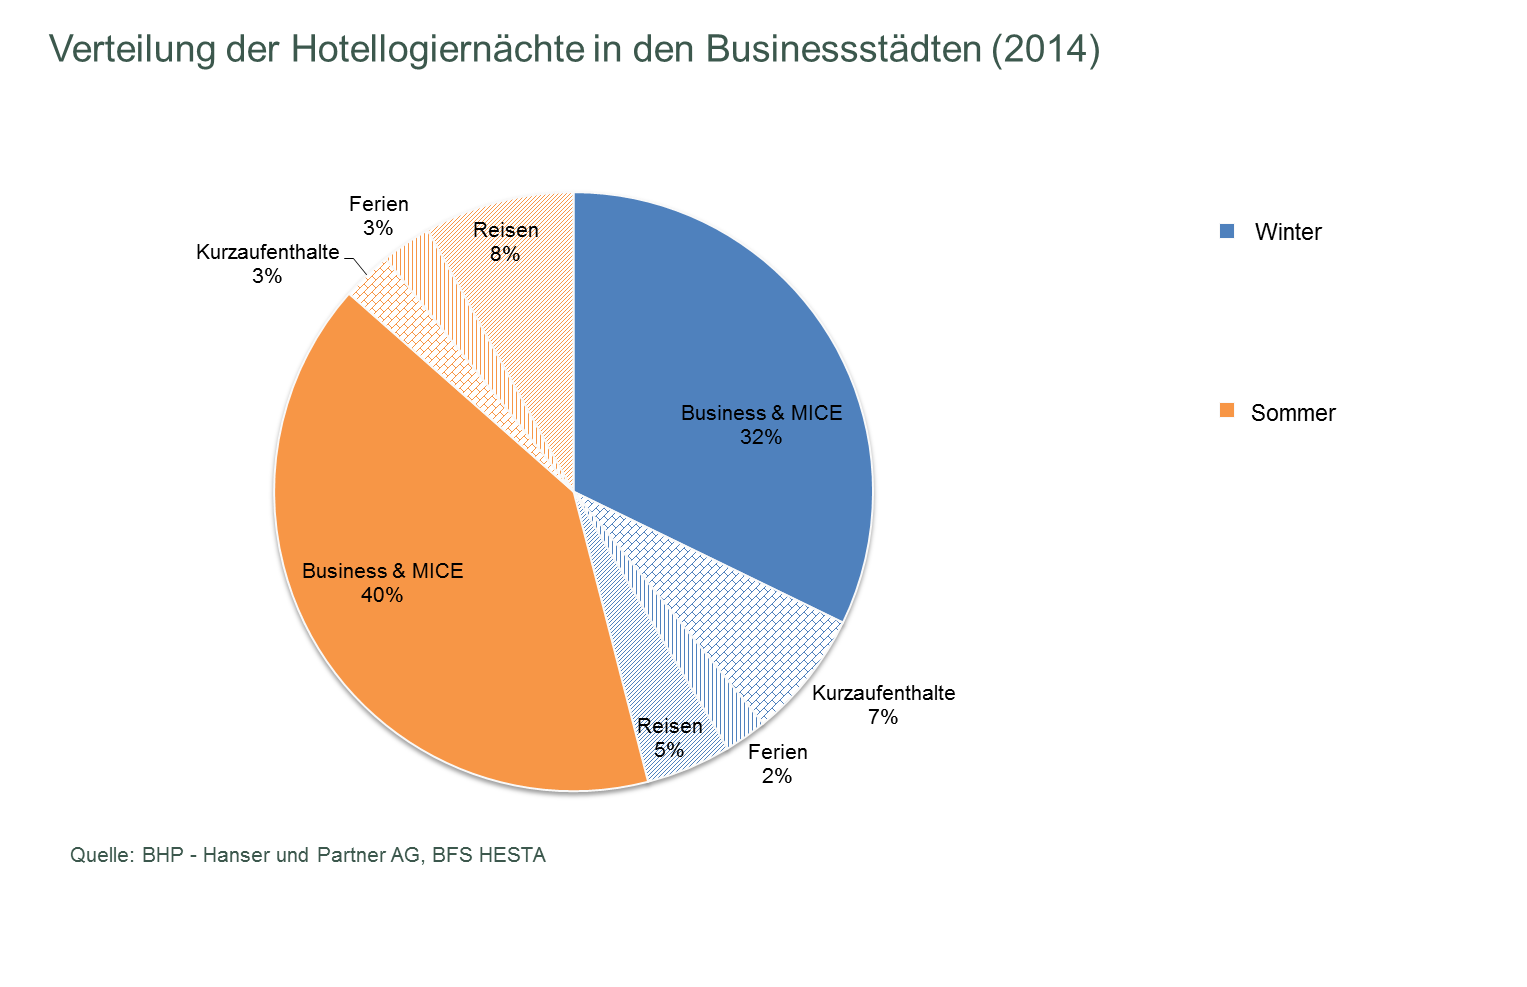 Verteilung der Hotellogiernächte in den Businessstädten (2014)
Ferien
3%
Reisen
8%
Kurzaufenthalte
3%
Winter
Business & MICE
32%
Sommer
Business & MICE
40%
Kurzaufenthalte
7%
Reisen
5%
Ferien
2%
Quelle: BHP - Hanser und Partner AG, BFS HESTA